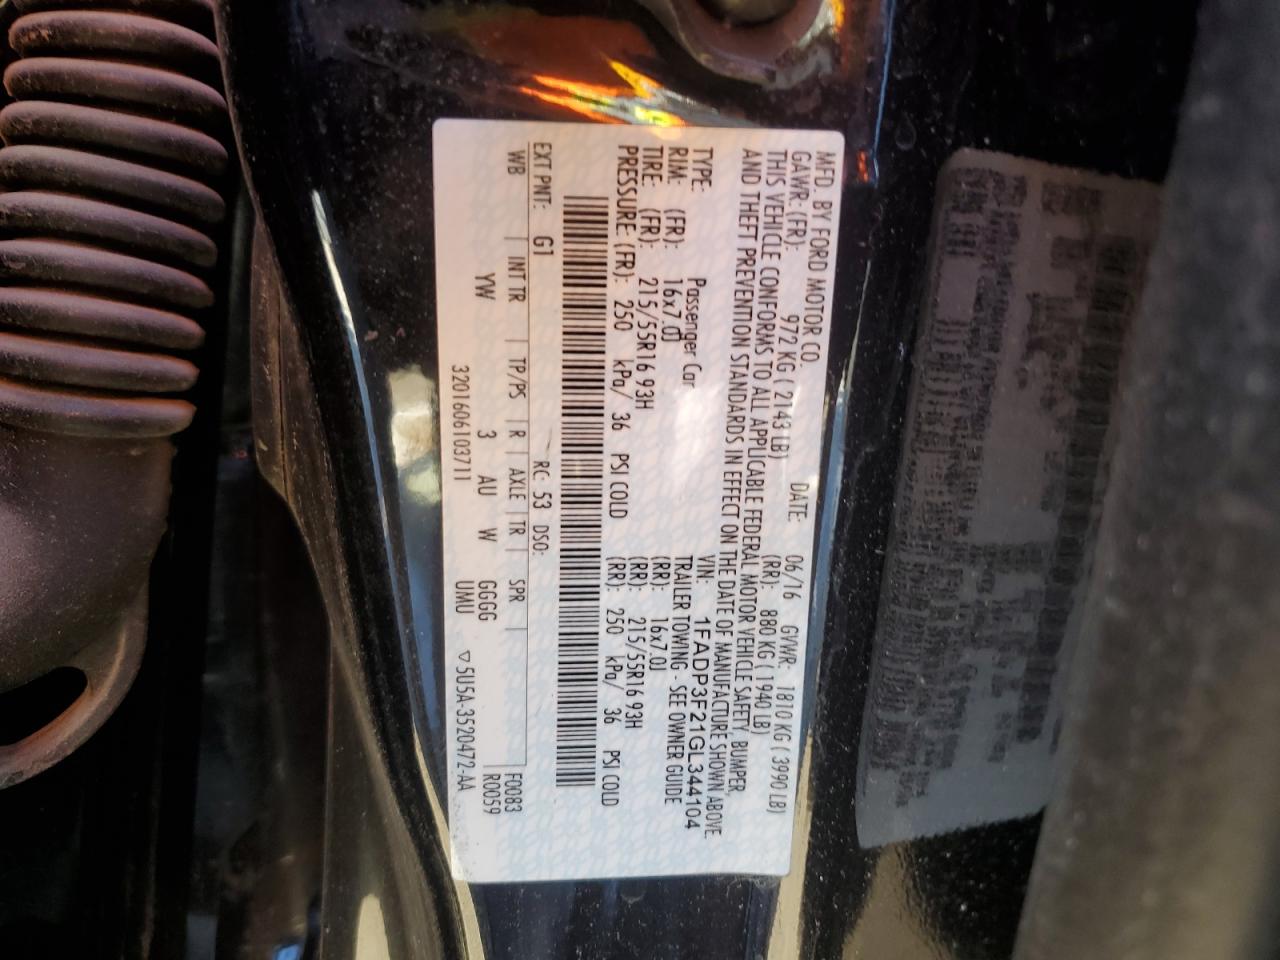 MFD. BY FORD MOTOR CO.
DATE: 06/16 GVWR: 1810 KG ( 3990 LB)
GAWR: (FR): 972 KG ( 2143 LB) (RR): 880 KG ( 1940 LB)
THIS VEHICLE CONFORMS TO ALL APPLICABLE FEDERAL MOTOR VEHICLE SAFETY, BUMPER,
AND THEFT PREVENTION STANDARDS IN EFFECT ON THE DATE OF MANUFACTURE SHOWN ABOVE.
VIN: 1FADP3F21GL344104
TYPE: Passenger Car TRAILER TOWING - SEE OWNER GUIDE
RIM: (FR): 16x7.0J (RR): 16x7.0J
TIRE: (FR): 215/55R16 93H (RR): 215/55R16 93H
PRESSURE (FR): 250 kPa/ 36 PSI COLD (RR): 250 kPa/ 36 PSI COLD
EXT PNT: G1 RC: 53 DSO: F0083
WB | INT TR | TP/PS | R | AXLE | TR | SPR | R0059
YW 3 AU W GGGG
UMU
3201606103711 ▽5U5A-3520472-AA